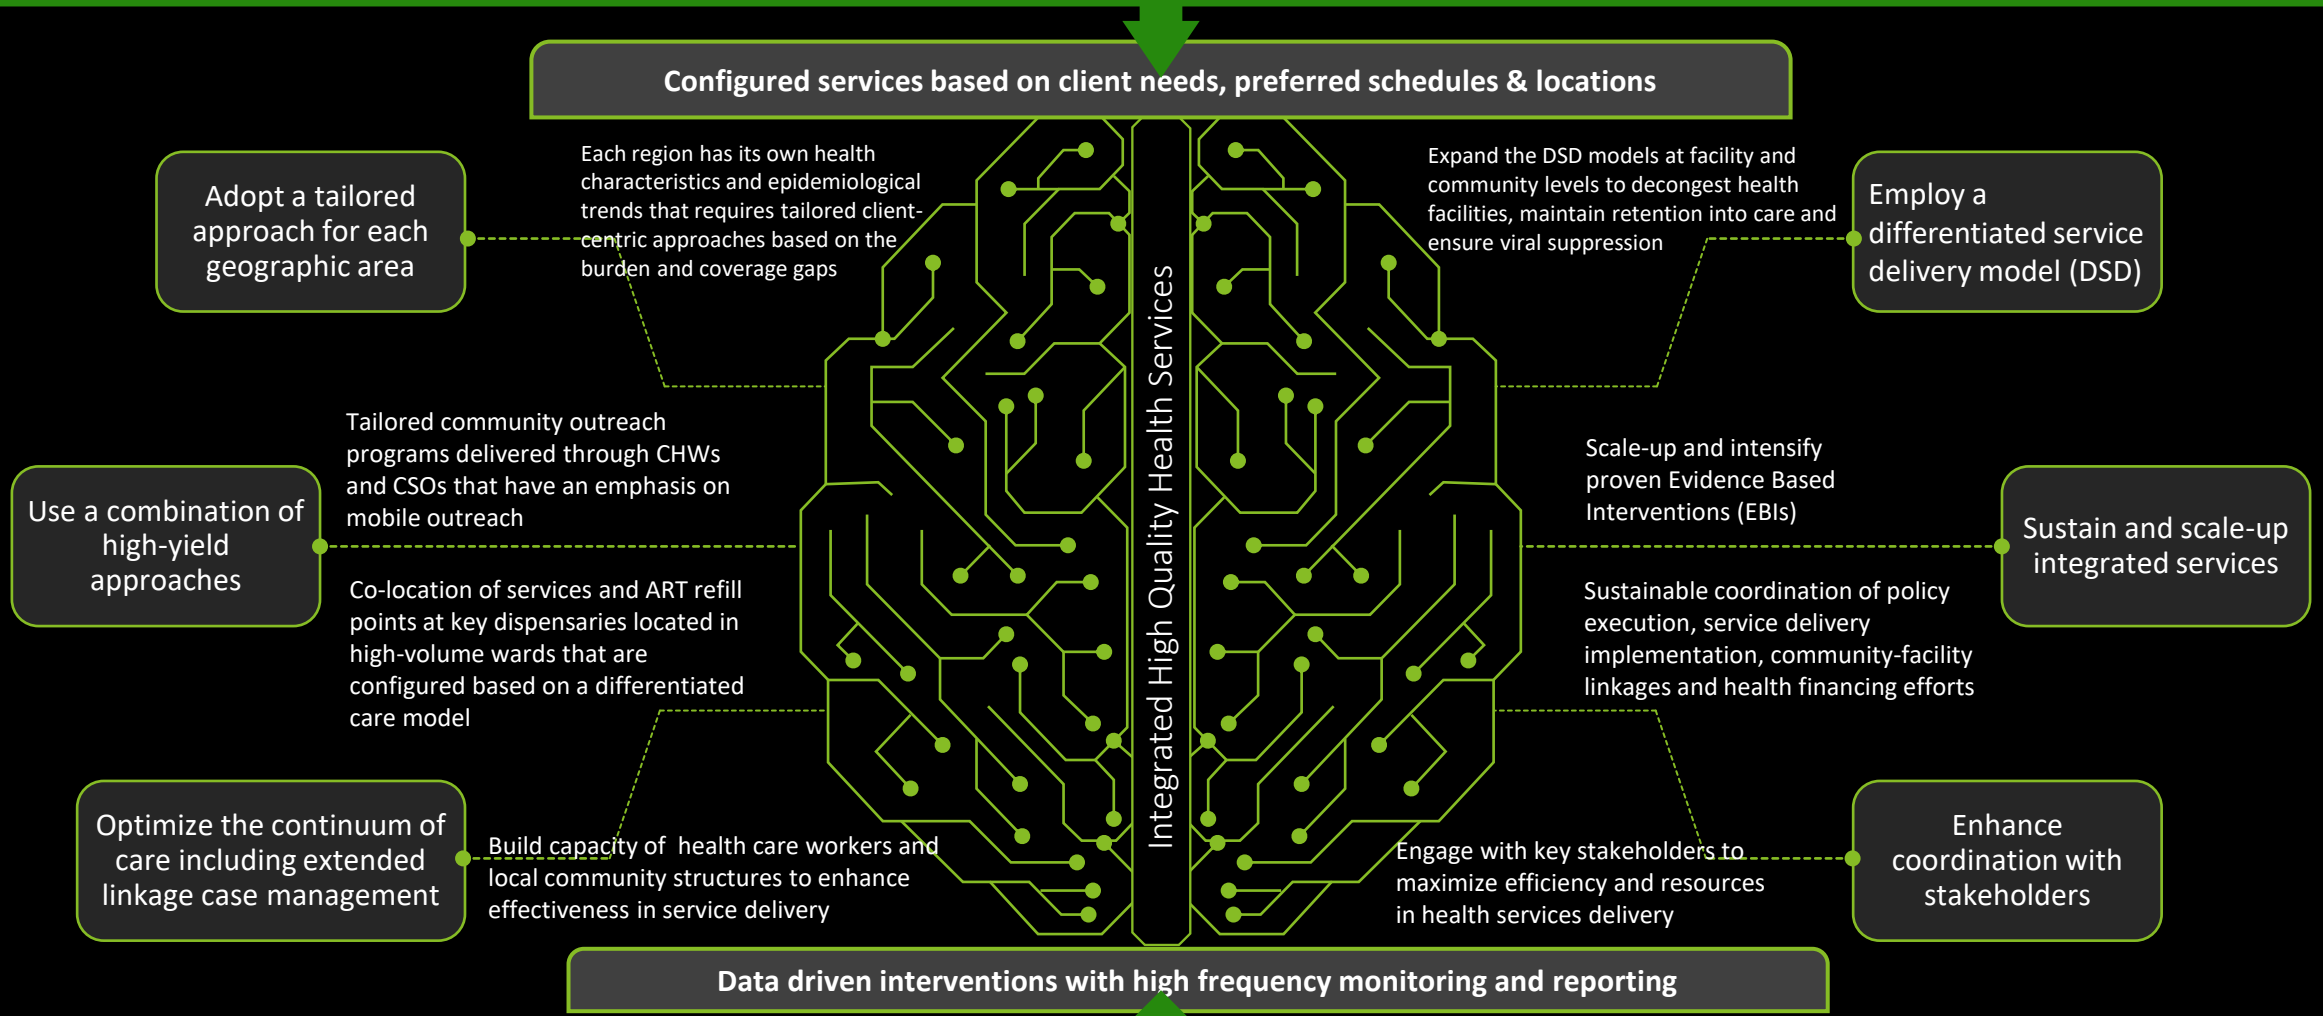 Configured services based on client needs, preferred schedules & locations
Adopt a tailored
approach for each
geographic area
Each region has its own health
characteristics and epidemiological
trends that requires tailored client-
centric approaches based on the
burden and coverage gaps
Expand the DSD models at facility and
community levels to decongest health
facilities, maintain retention into care and
ensure viral suppression
Employ a
differentiated service
delivery model (DSD)
Use a combination of
high-yield
approaches
Tailored community outreach
programs delivered through CHWs
and CSOs that have an emphasis on
mobile outreach
Co-location of services and ART refill
points at key dispensaries located in
high-volume wards that are
configured based on a differentiated
care model
Integrated High Quality Health Services
Scale-up and intensify
proven Evidence Based
Interventions (EBIs)
Sustainable coordination of policy
execution, service delivery
implementation, community-facility
linkages and health financing efforts
Sustain and scale-up
integrated services
Optimize the continuum of
care including extended
linkage case management
Build capacity of health care workers and
local community structures to enhance
effectiveness in service delivery
Engage with key stakeholders to
maximize efficiency and resources
in health services delivery
Enhance
coordination with
stakeholders
Data driven interventions with high frequency monitoring and reporting